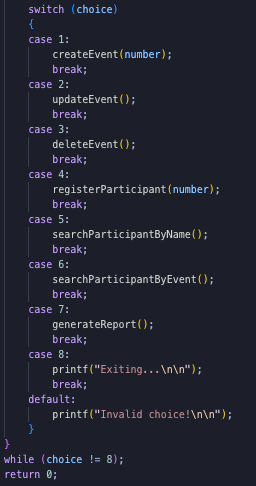 switch (choice)
{
case 1:
createEvent(number);
break;
case 2:
updateEvent();
break;
case 3:
deleteEvent();
break;
case 4:
registerParticipant(number);
break;
case 5:
searchParticipantByName();
break;
case 6:
searchParticipantByEvent();
break;
case 7:
generateReport();
break;
case 8:
printf("Exiting...\n\n");
break;
default:
printf("Invalid choice!\n\n");
}
}
while (choice != 8);
return 0;